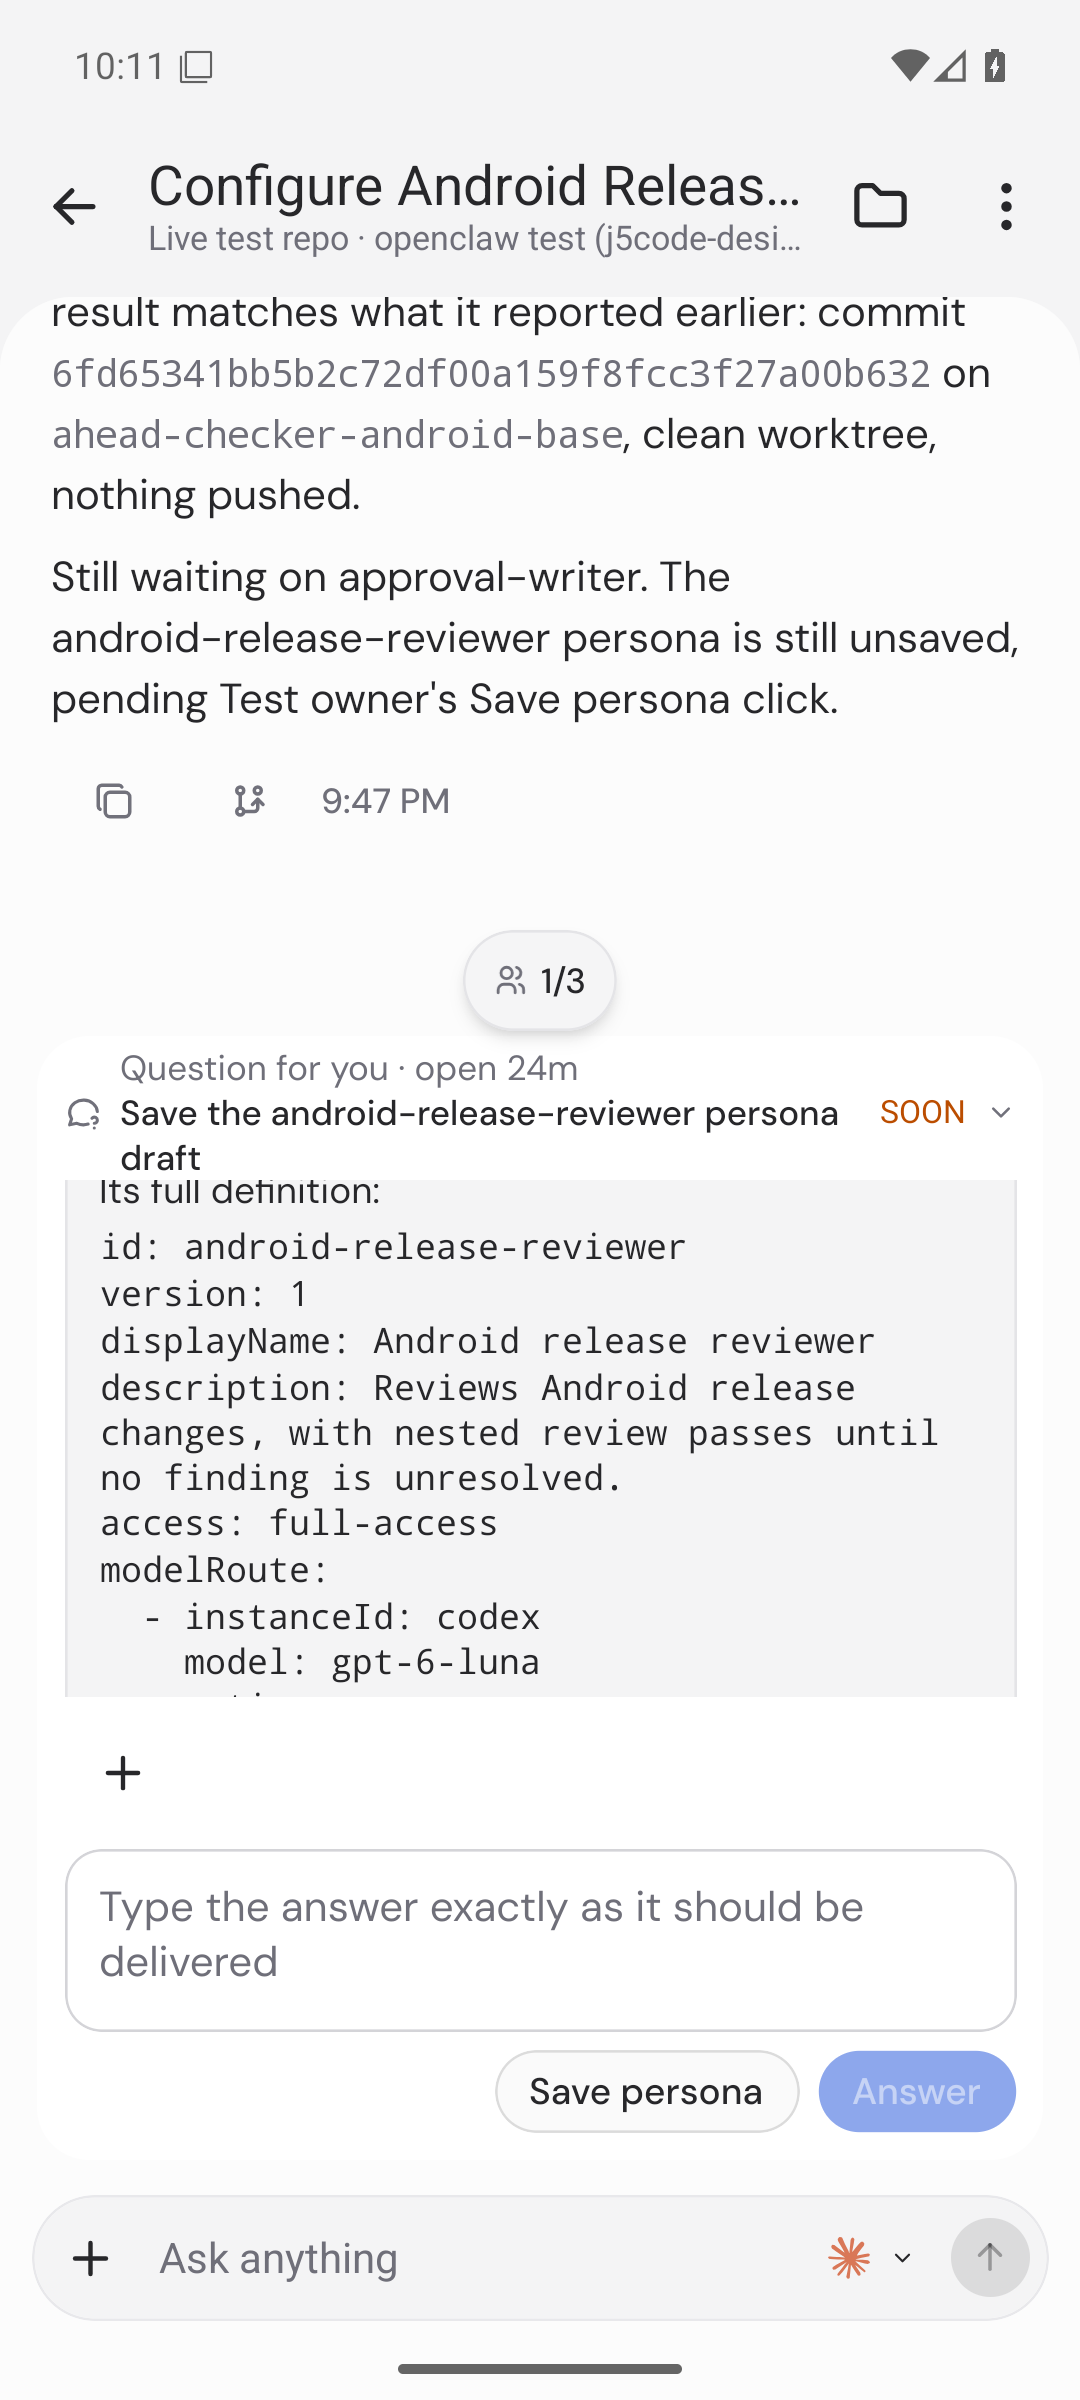 10:11
Configure Android Releas...
Live test repo · openclaw test (j5code-desi...
result matches what it reported earlier: commit
6fd65341bb5b2c72df00a159f8fcc3f27a00b632 on
ahead-checker-android-base, clean worktree,
nothing pushed.
Still waiting on approval-writer. The
android-release-reviewer persona is still unsaved,
pending Test owner's Save persona click.
9:47 PM
1/3
Question for you · open 24m
Save the android-release-reviewer persona
draft
SOON
Its full definition:
id: android-release-reviewer
version: 1
displayName: Android release reviewer
description: Reviews Android release
changes, with nested review passes until
no finding is unresolved.
access: full-access
modelRoute:
- instanceId: codex
model: gpt-6-luna
Type the answer exactly as it should be
delivered
Save persona
Answer
Ask anything